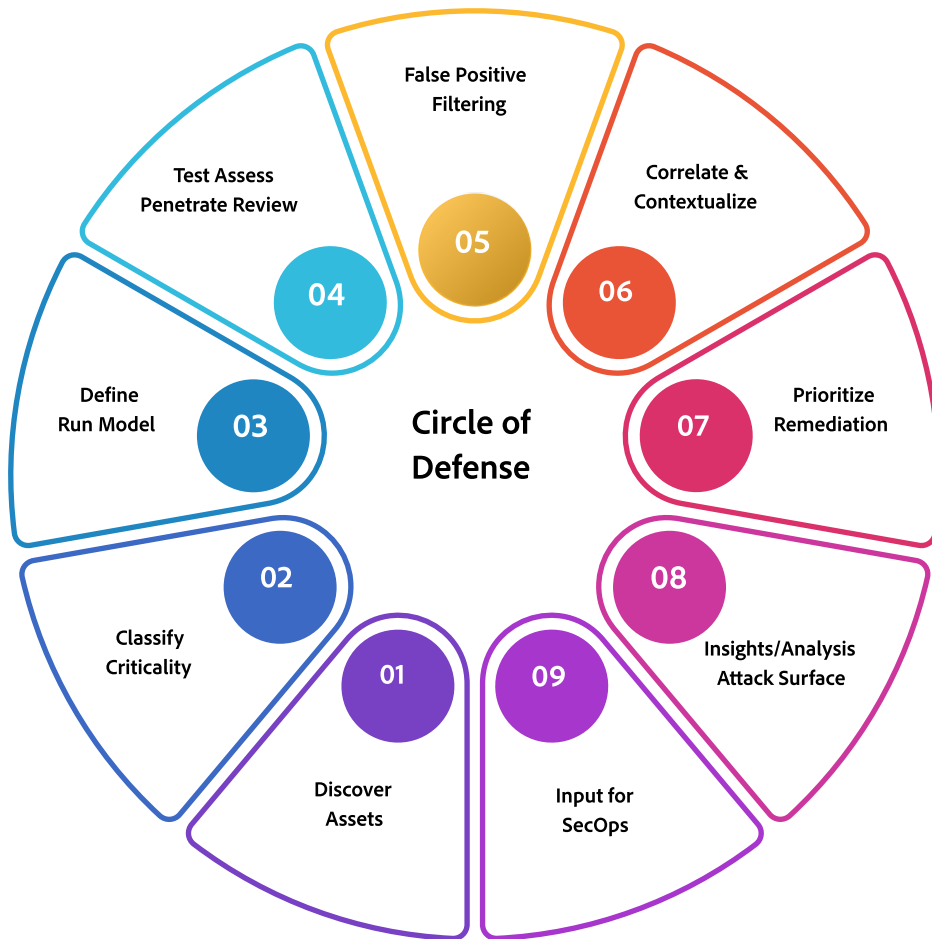 False Positive
Filtering
05
Test Assess
Penetrate Review
04
Correlate &
Contextualize
06
Define
Run Model
03
Circle of
Defense
Prioritize
Remediation
07
Classify
Criticality
02
Insights/Analysis
Attack Surface
08
01
Discover
Assets
09
Input for
SecOps